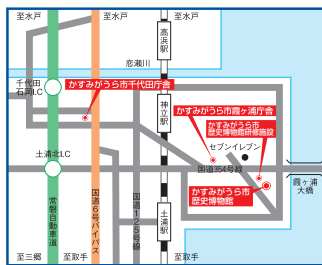 至水戸
至水戸
至水戸
高浜駅
恋瀬川
千代田
石岡I.C
かすみがうら市千代田庁舎
神立駅
かすみがうら市霞ヶ浦庁舎
かすみがうら市
歴史博物館研修施設
土浦北I.C
セブンイレブン
国道354号線
霞ヶ浦
大橋
かすみがうら市
歴史博物館
常磐自動車道
国道6号バイパス
国道125号線
土浦駅
至三郷
至取手
至取手